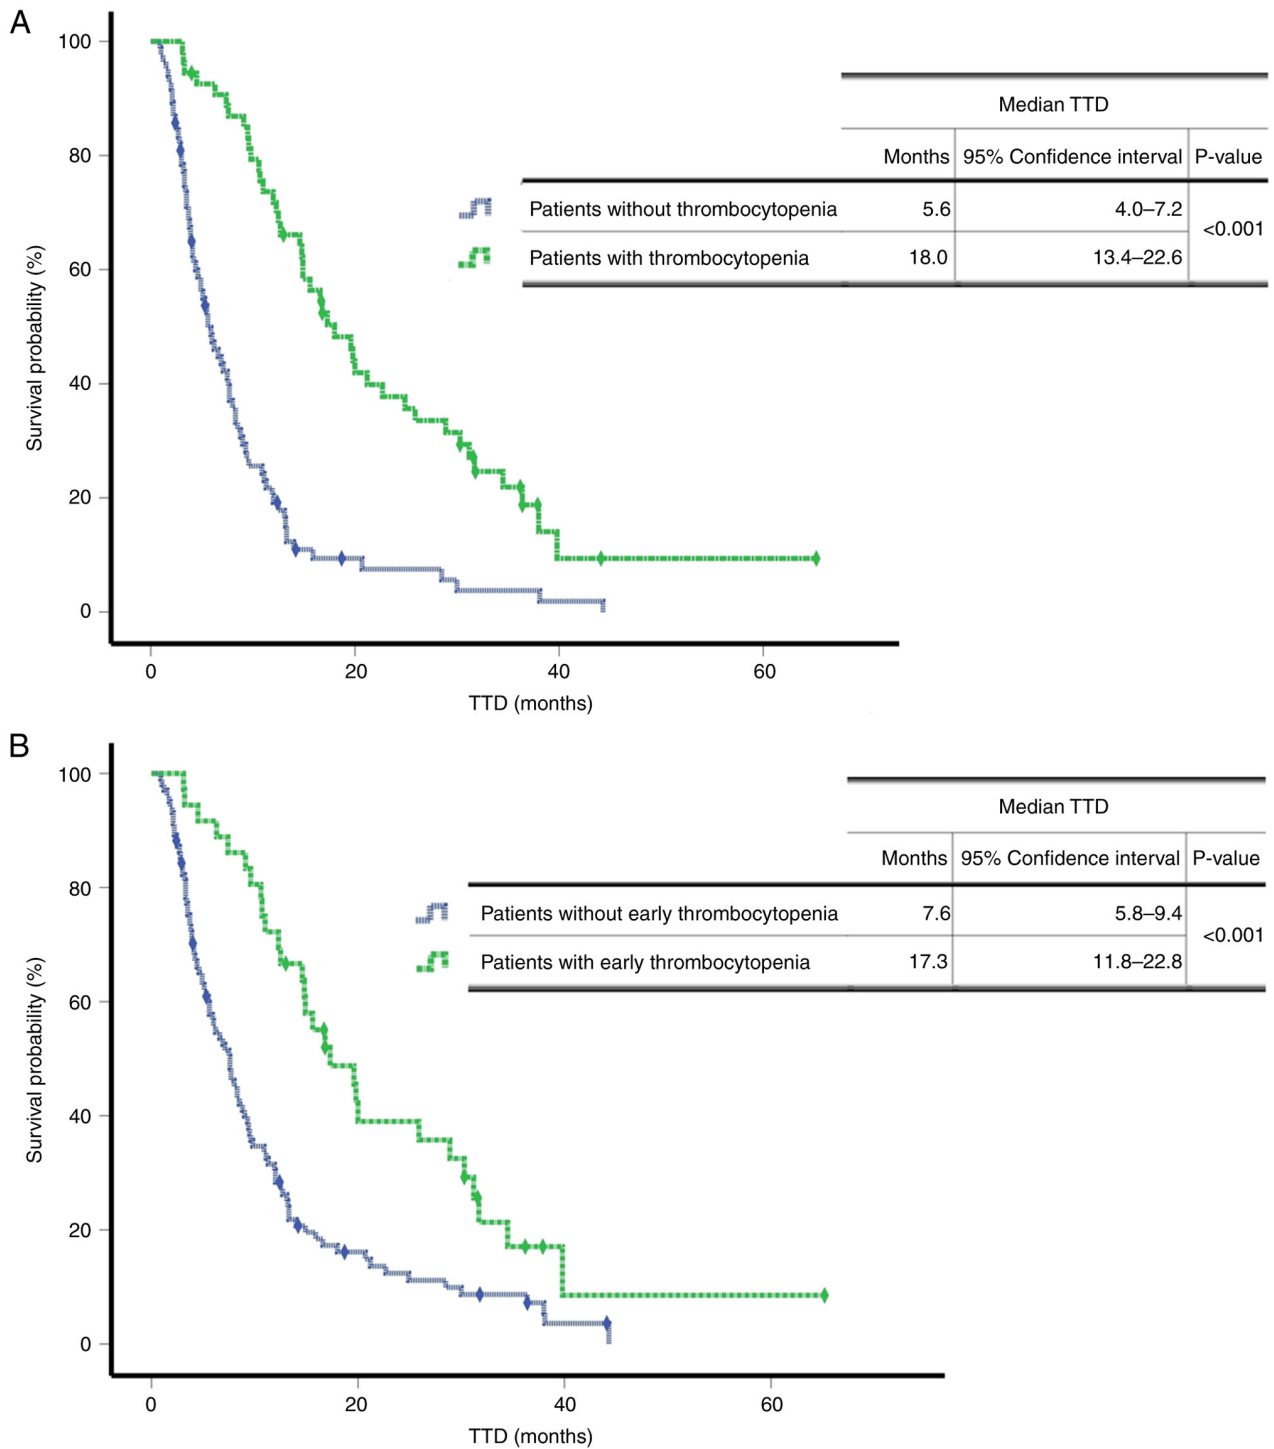 A
Median TTD
Months 95% Confidence interval P-value
Patients without thrombocytopenia 5.6 4.0–7.2
<0.001
Patients with thrombocytopenia 18.0 13.4–22.6
Survival probability (%)
100
80
60
40
20
0
0 20 40 60
TTD (months)
B
Median TTD
Months 95% Confidence interval P-value
Patients without early thrombocytopenia 7.6 5.8–9.4
<0.001
Patients with early thrombocytopenia 17.3 11.8–22.8
Survival probability (%)
100
80
60
40
20
0
0 20 40 60
TTD (months)